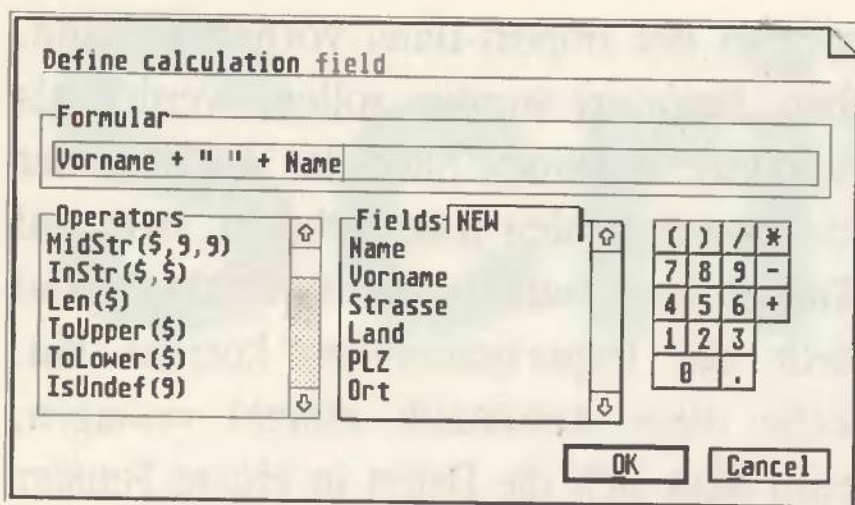 Define calculation field
Formular
Vorname + " " + Name
Operators
MidStr($,9,9)
InStr($,$)
Len($)
ToUpper($)
ToLower($)
IsUndef(9)
Fields
NEW
Name
Vorname
Strasse
Land
PLZ
Ort
( ) / *
7 8 9 -
4 5 6 +
1 2 3
0 .
OK Cancel